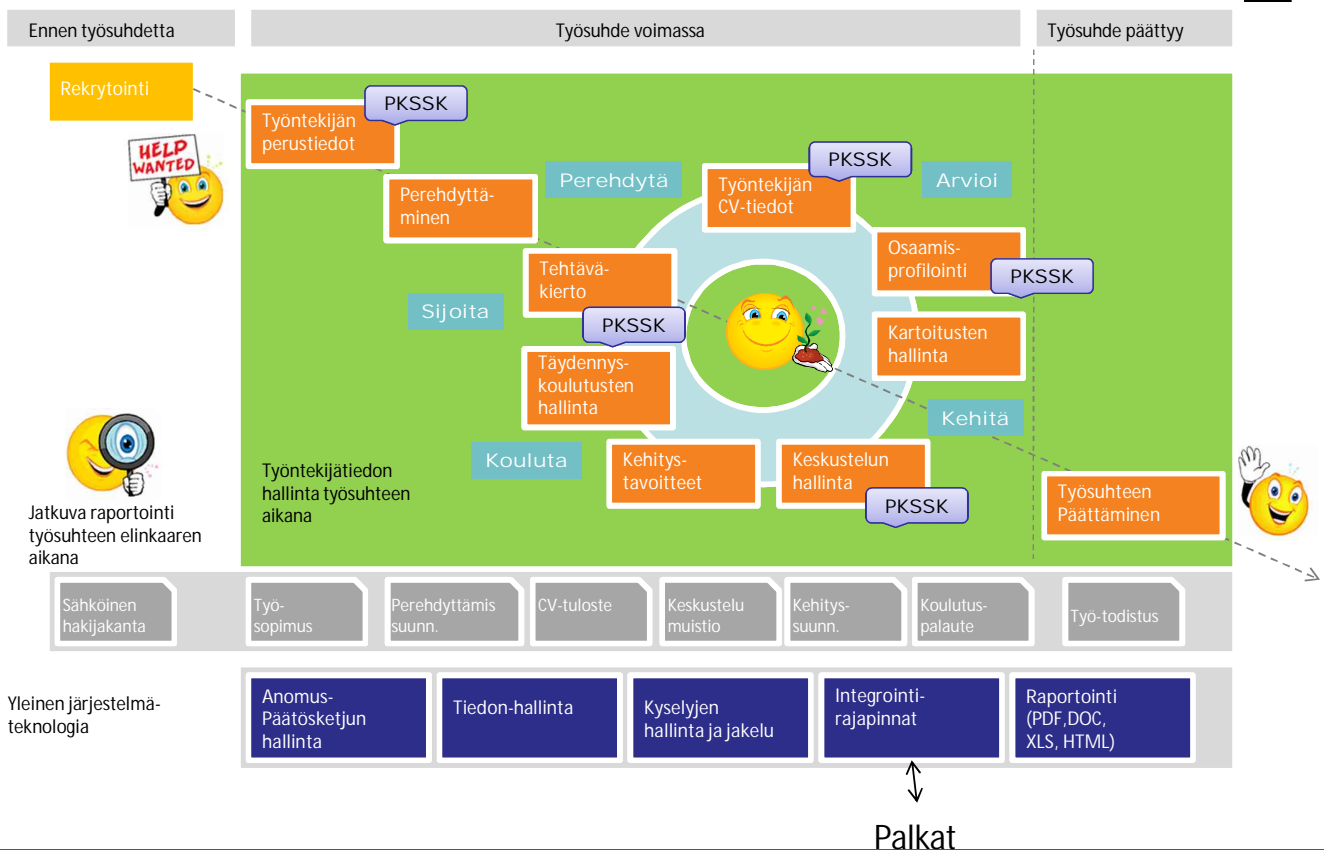 Ennen työsuhdetta
Työsuhde voimassa
Työsuhde päättyy
Rekrytointi
HELP
WANTED
PKSSK
Työntekijän
perustiedot
Perehdyttä-
minen
Perehdytä
PKSSK
Työntekijän
CV-tiedot
Arvioi
Tehtävä-
kierto
Osaamis-
profilointi
PKSSK
Sijoita
PKSSK
Täydennys-
koulutusten
hallinta
Kartoitusten
hallinta
Kehitä
Kouluta
Kehitys-
tavoitteet
Keskustelun
hallinta
PKSSK
Työntekijätiedon
hallinta työsuhteen
aikana
Työsuhteen
Päättäminen
Jatkuva raportointi
työsuhteen elinkaaren
aikana
Sähköinen
hakijakanta
Työ-
sopimus
Perehdyttämis
suunn.
CV-tuloste
Keskustelu
muistio
Kehitys-
suunn.
Koulutus-
palaute
Työ-todistus
Yleinen järjestelmä-
teknologia
Anomus-
Päätösketjun
hallinta
Tiedon-hallinta
Kyselyjen
hallinta ja jakelu
Integrointi-
rajapinnat
Raportointi
(PDF,DOC,
XLS, HTML)
Palkat